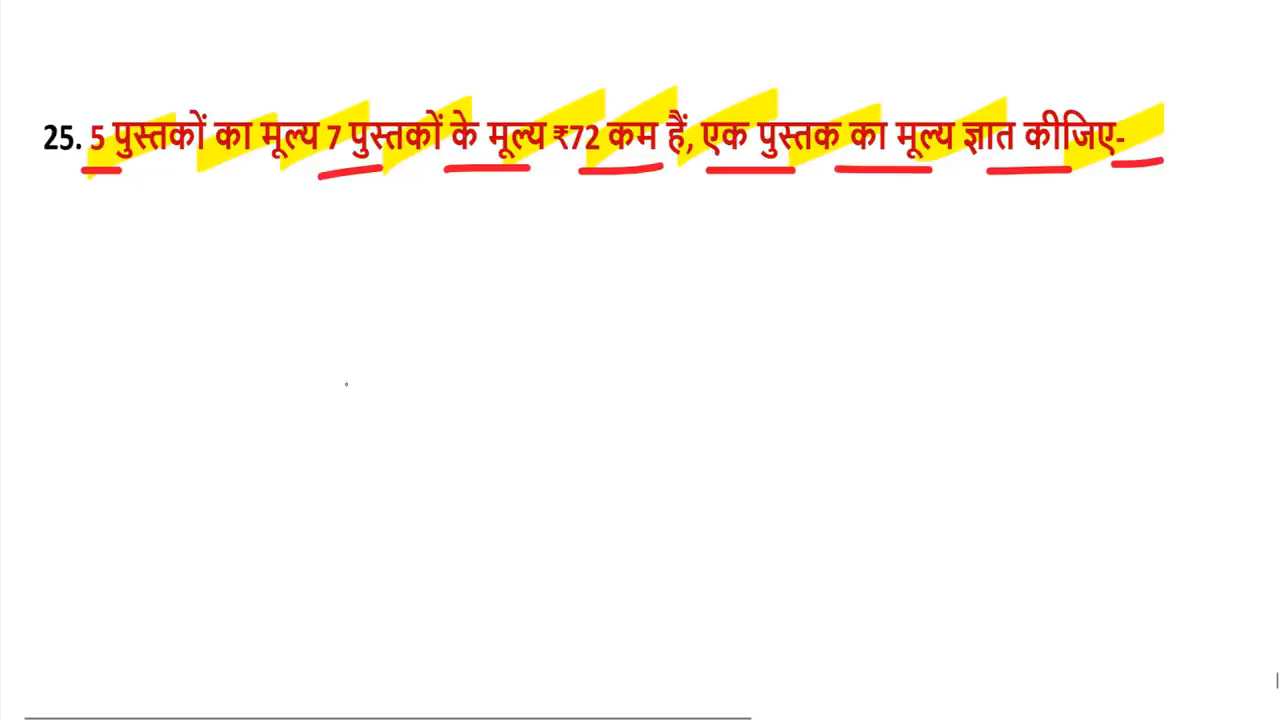 25. 5 पुस्तकों का मूल्य 7 पुस्तकों के मूल्य ₹72 कम हैं, एक पुस्तक का मूल्य ज्ञात कीजिए-